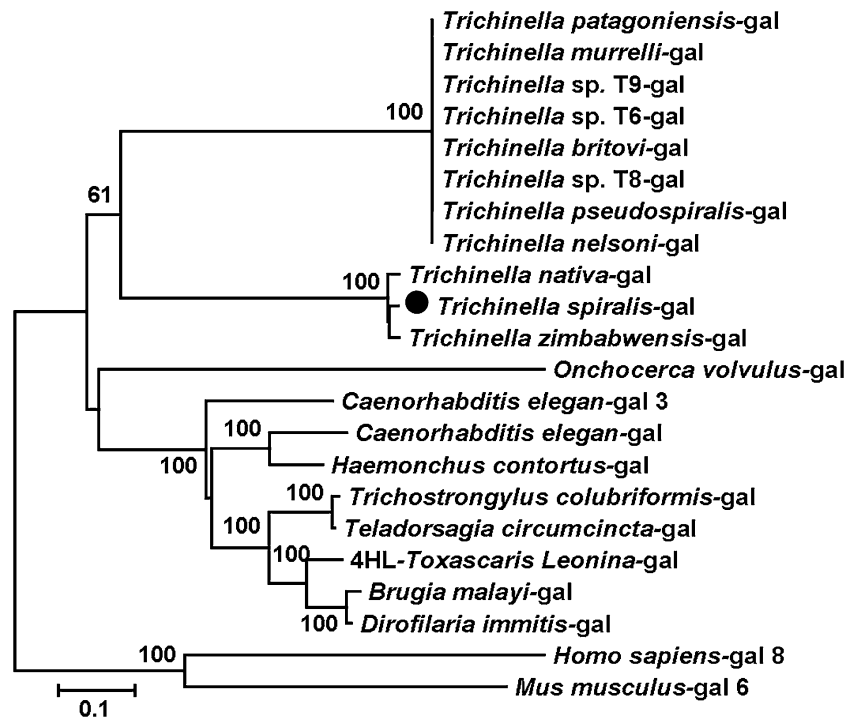 Trichinella patagoniensis-gal
Trichinella murrelli-gal
Trichinella sp. T9-gal
100
Trichinella sp. T6-gal
Trichinella britovi-gal
Trichinella sp. T8-gal
61
Trichinella pseudospiralis-gal
Trichinella nelsoni-gal
100
Trichinella nativa-gal
Trichinella spiralis-gal
Trichinella zimbabwensis-gal
Onchocerca volvulus-gal
Caenorhabditis elegan-gal 3
100
Caenorhabditis elegan-gal
100
Haemonchus contortus-gal
100
Trichostrongylus colubriformis-gal
100
Teladorsagia circumcincta-gal
100
4HL-Toxascaris Leonina-gal
Brugia malayi-gal
100
Dirofilaria immitis-gal
100
Homo sapiens-gal 8
Mus musculus-gal 6
0.1